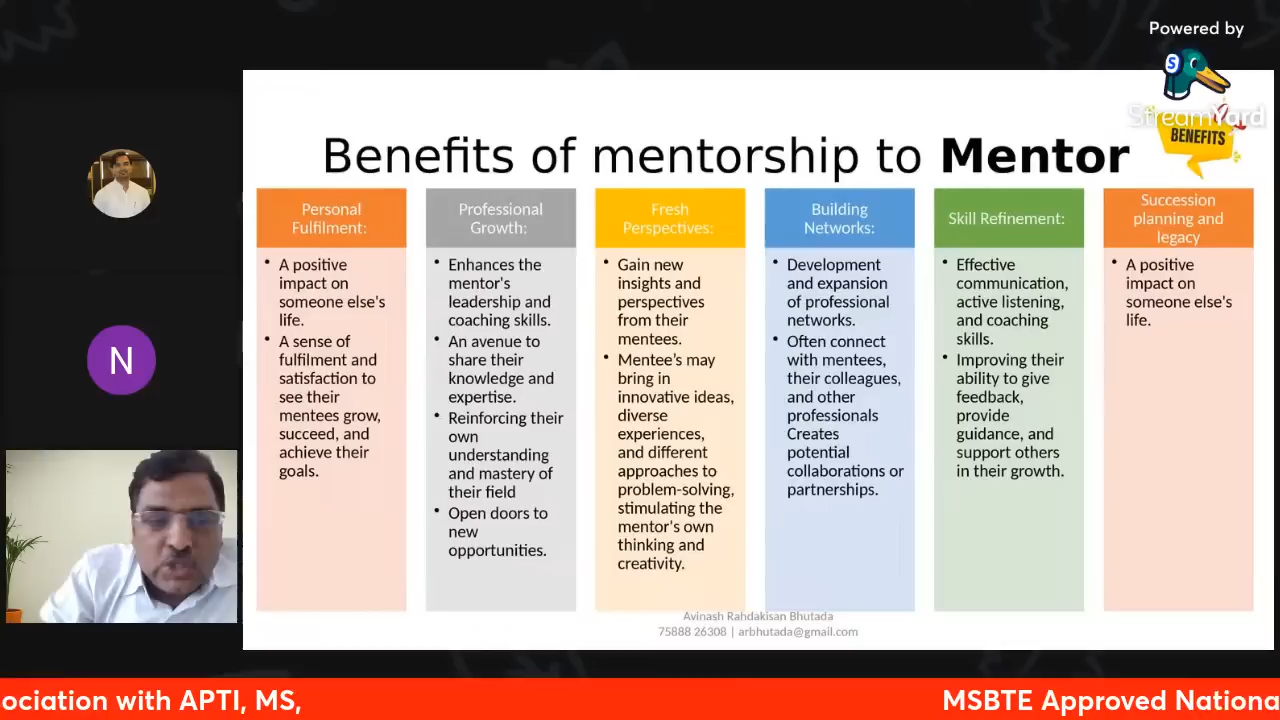 Powered by
StreamYard
BENEFITS
Benefits of mentorship to Mentor
Personal
Fulfilment:
• A positive
impact on
someone else's
life.
• A sense of
fulfilment and
satisfaction to
see their
mentees grow,
succeed, and
achieve their
goals.
Professional
Growth:
• Enhances the
mentor's
leadership and
coaching skills.
• An avenue to
share their
knowledge and
expertise.
• Reinforcing their
own
understanding
and mastery of
their field
• Open doors to
new
opportunities.
Fresh
Perspectives:
• Gain new
insights and
perspectives
from their
mentees.
• Mentee’s may
bring in
innovative ideas,
diverse
experiences,
and different
approaches to
problem-solving,
stimulating the
mentor's own
thinking and
creativity.
Building
Networks:
• Development
and expansion
of professional
networks.
• Often connect
with mentees,
their colleagues,
and other
professionals
Creates
potential
collaborations or
partnerships.
Skill Refinement:
• Effective
communication,
active listening,
and coaching
skills.
• Improving their
ability to give
feedback,
provide
guidance, and
support others
in their growth.
Succession
planning and
legacy
• A positive
impact on
someone else's
life.
N
Avinash Rahdakisan Bhutada
75888 26308 | arbhutada@gmail.com
ociation with APTI, MS,
MSBTE Approved Nationa